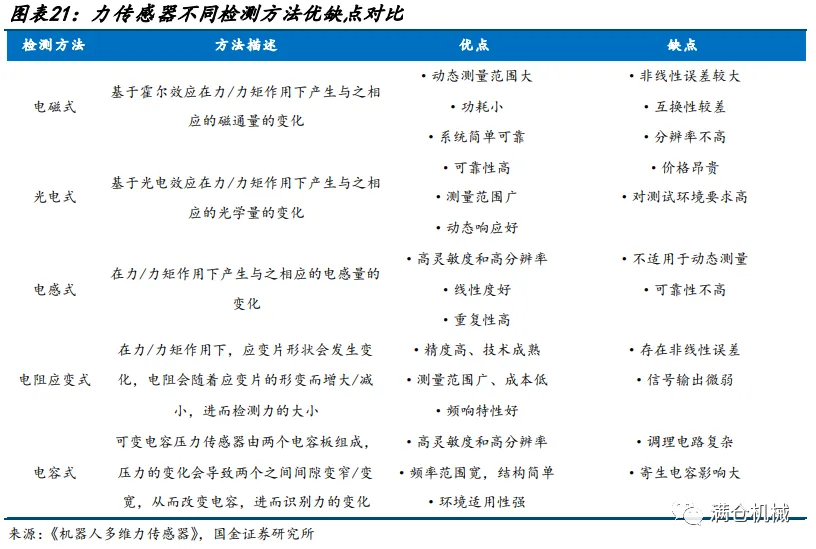 图表21：力传感器不同检测方法优缺点对比
检测方法 方法描述 优点 缺点
电磁式
基于霍尔效应在力/力矩作用下产生与之相
应的磁通量的变化
·动态测量范围大
·功耗小
·系统简单可靠
·非线性误差较大
·互换性较差
·分辨率不高
光电式
基于光电效应在力/力矩作用下产生与之相
应的光学量的变化
·可靠性高
·测量范围广
·动态响应好
·价格昂贵
·对测试环境要求高
电感式
在力/力矩作用下产生与之相应的电感量的
变化
·高灵敏度和高分辨率
·线性度好
·重复性高
·不适用于动态测量
·可靠性不高
电阻应变式
在力/力矩作用下，应变片形状会发生变
化，电阻会随着应变片的形变而增大/减
小，进而检测力的大小
·精度高、技术成熟
·测量范围广、成本低
·频响特性好
·存在非线性误差
·信号输出微弱
电容式
可变电容压力传感器由两个电容板组成，
压力的变化会导致两个之间间隙变窄/变
宽，从而改变电容，进而识别力的变化
·高灵敏度和高分辨率
·频率范围宽，结构简单
·环境适用性强
·调理电路复杂
·寄生电容影响大
来源：《机器人多维力传感器》，国金证券研究所
满仓机械